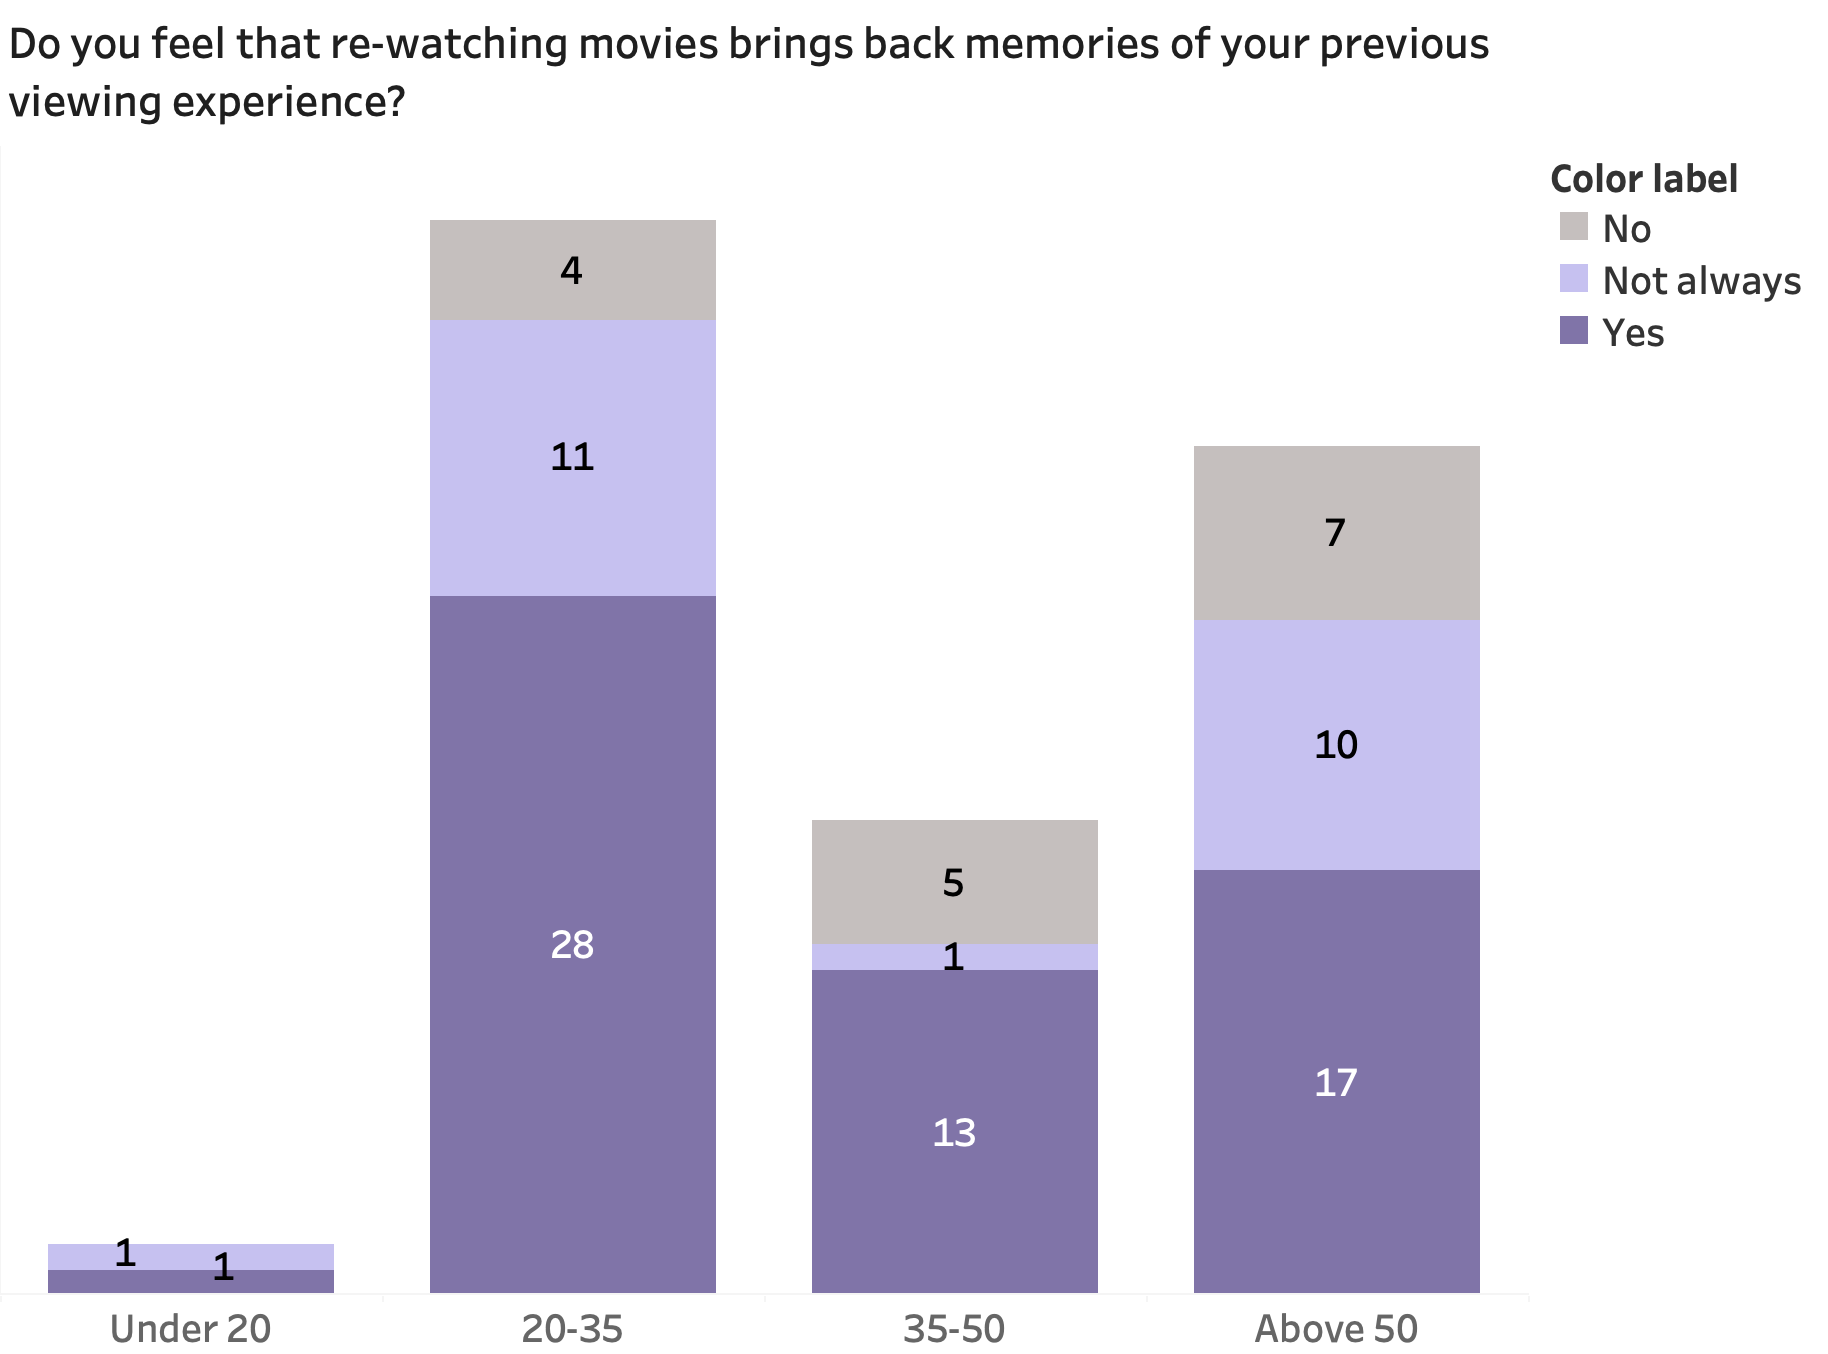 Do you feel that re-watching movies brings back memories of your previous
viewing experience?
Color label
No
Not always
Yes
4
11
28
7
10
17
5
1
13
1
1
Under 20
20-35
35-50
Above 50